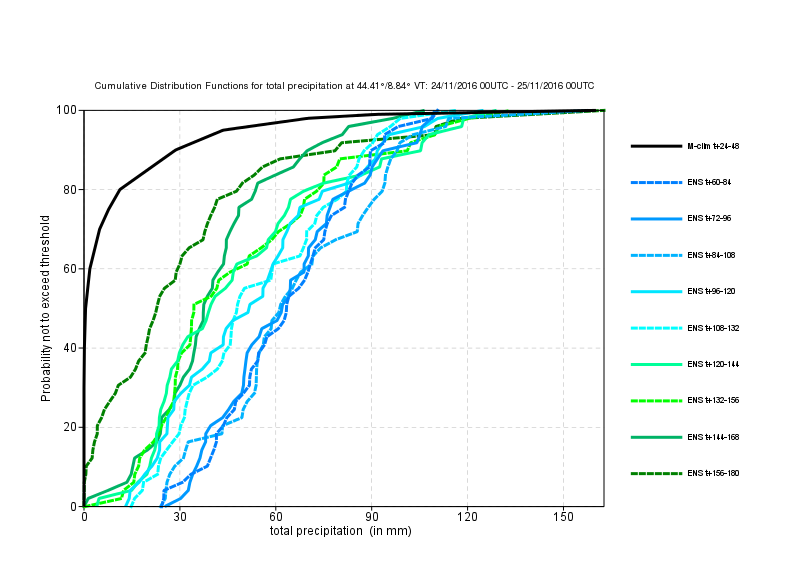 Cumulative Distribution Functions for total precipitation at 44.41°/8.84° VT: 24/11/2016 00UTC - 25/11/2016 00UTC
100
80
60
40
20
0
Probability not to exceed threshold
0 30 60 90 120 150
total precipitation (in mm)
M-clim t+24-48
ENS t+60-84
ENS t+72-96
ENS t+84-108
ENS t+96-120
ENS t+108-132
ENS t+120-144
ENS t+132-156
ENS t+144-168
ENS t+156-180